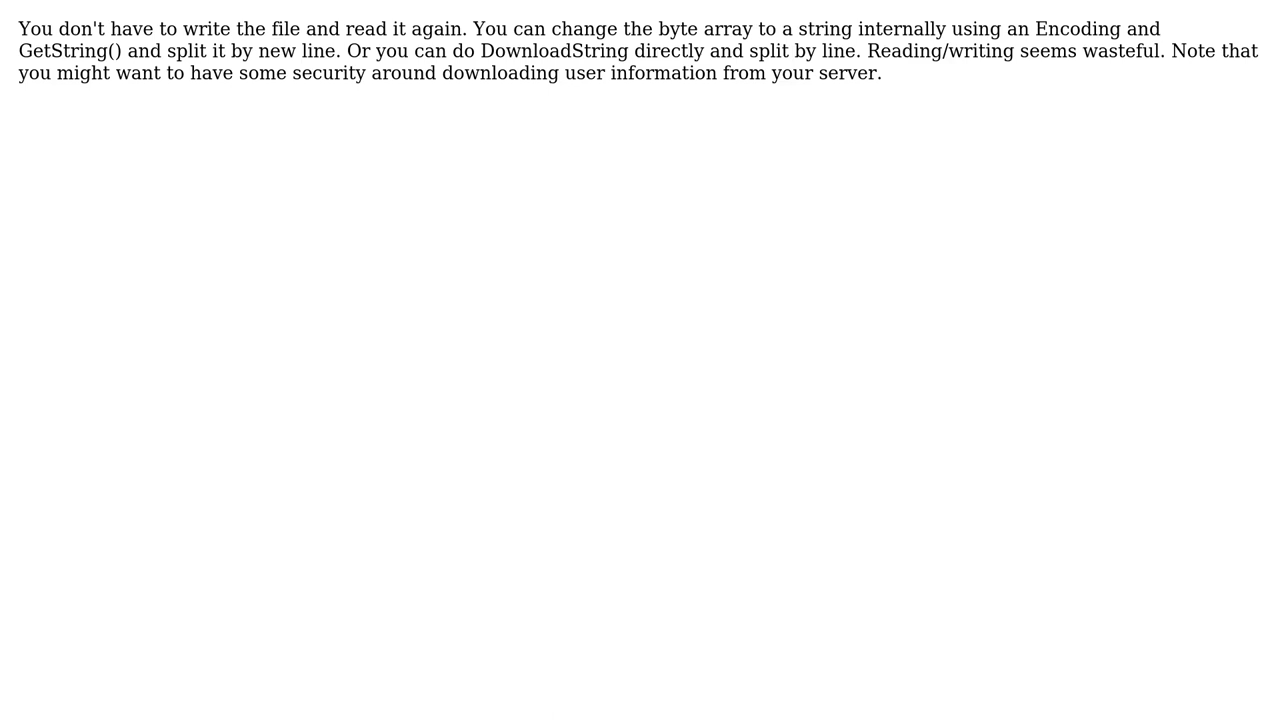 You don't have to write the file and read it again. You can change the byte array to a string internally using an Encoding and
GetString() and split it by new line. Or you can do DownloadString directly and split by line. Reading/writing seems wasteful. Note that
you might want to have some security around downloading user information from your server.